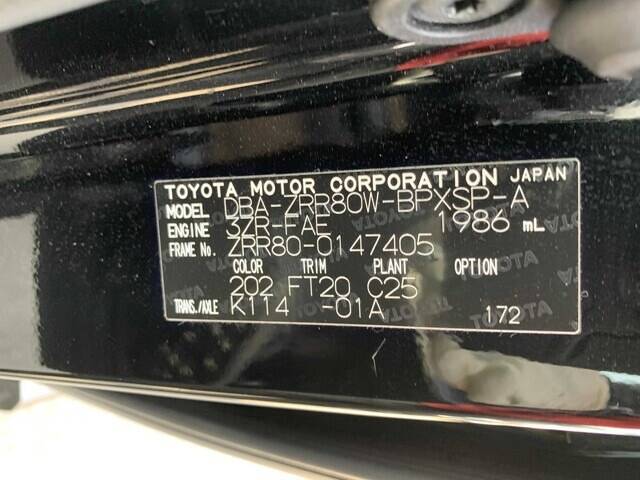 TOYOTA MOTOR CORPORATION JAPAN
MODEL DBA-ZRR80W-BPXSP-A
ENGINE 3ZR-FAE 1986 mL
FRAME No. ZRR80-0147405
COLOR TRIM PLANT OPTION
202 FT20 C25
TRANS./AXLE K114 -01A 172